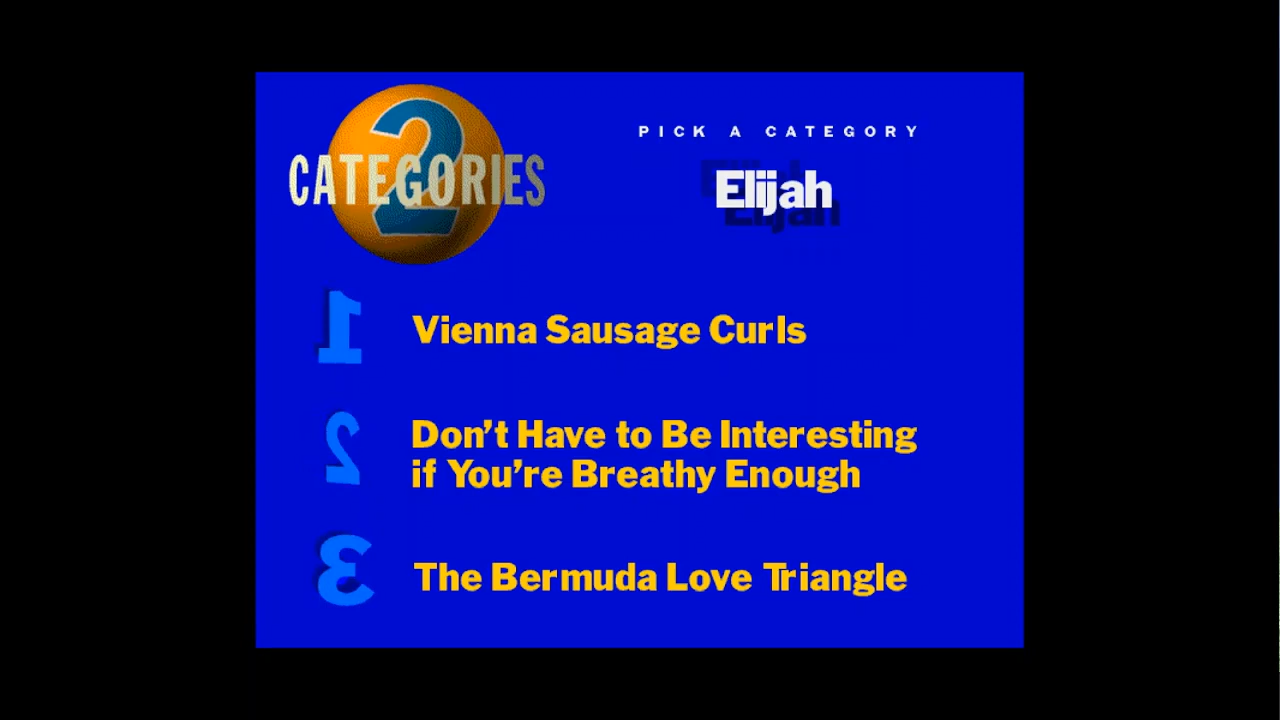 2
CATEGORIES
PICK A CATEGORY
Elijah
1
Vienna Sausage Curls
2
Don't Have to Be Interesting
if You're Breathy Enough
3
The Bermuda Love Triangle